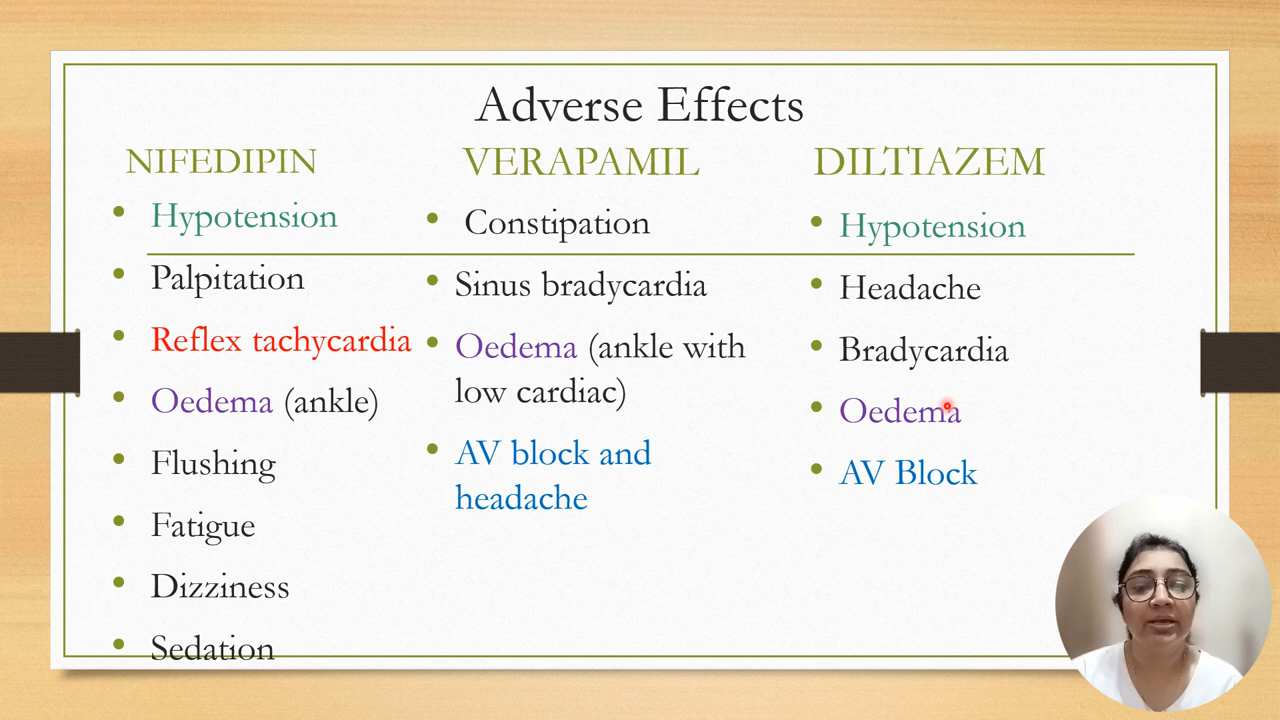 Adverse Effects
NIFEDIPIN
• Hypotension
• Palpitation
• Reflex tachycardia
• Oedema (ankle)
• Flushing
• Fatigue
• Dizziness
• Sedation
VERAPAMIL
• Constipation
• Sinus bradycardia
• Oedema (ankle with
low cardiac)
• AV block and
headache
DILTIAZEM
• Hypotension
• Headache
• Bradycardia
• Oedema
• AV Block